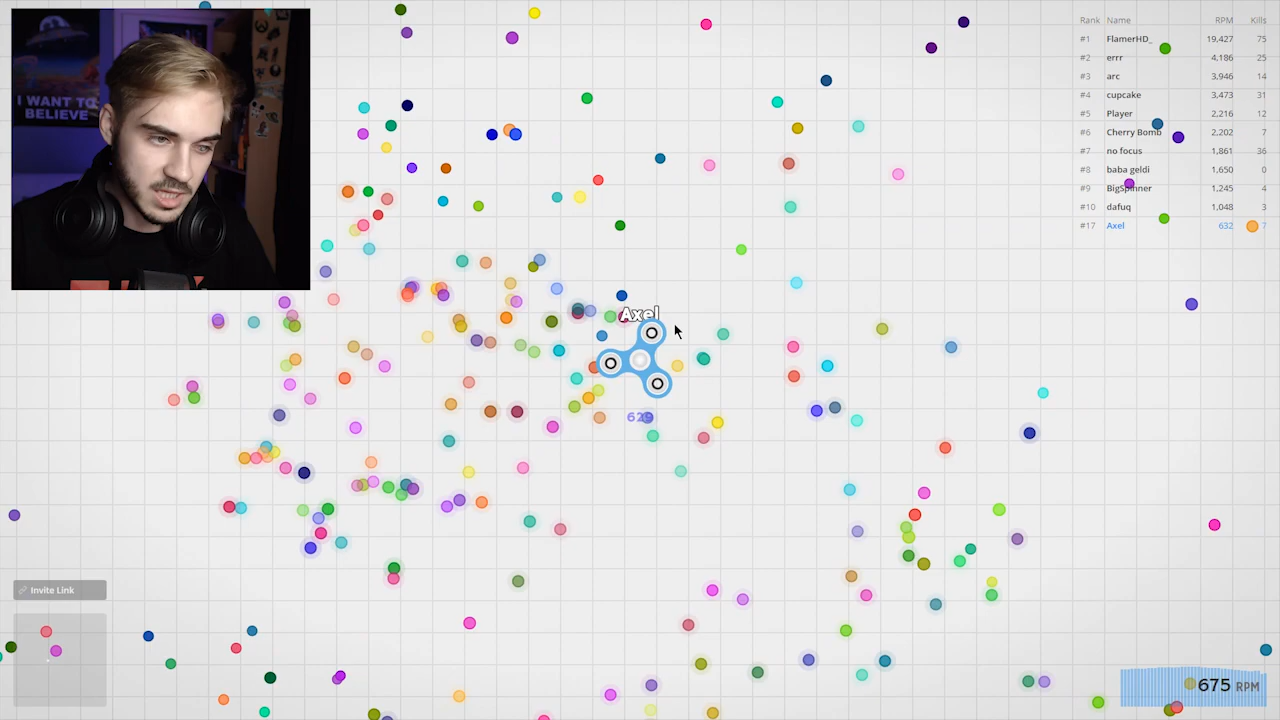 I WANT TO
BELIEVE
Rank Name RPM Kills
#1 FlamerHD_ 19,427 75
#2 errr 4,186 25
#3 arc 3,946 14
#4 cupcake 3,473 31
#5 Player 2,216 12
#6 Cherry Bomb 2,202 7
#7 no focus 1,861 36
#8 baba geldi 1,650 0
#9 BigSpinner 1,245 4
#10 dafuq 1,048 3
#17 Axel 632 7
Axel
629
Invite Link
675 RPM